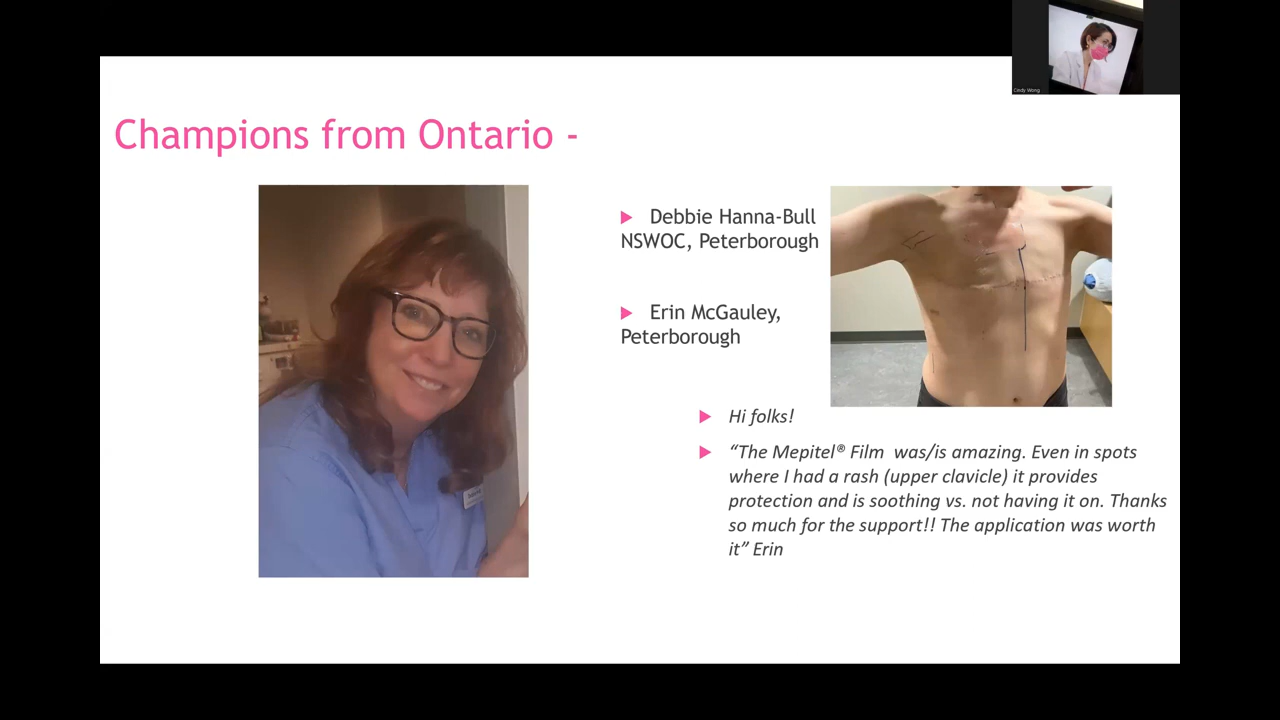 Cindy Wong
Champions from Ontario -
Debbie Hanna-Bull
NSWOC, Peterborough
Erin McGauley,
Peterborough
Hi folks!
“The Mepitel® Film was/is amazing. Even in spots
where I had a rash (upper clavicle) it provides
protection and is soothing vs. not having it on. Thanks
so much for the support!! The application was worth
it” Erin